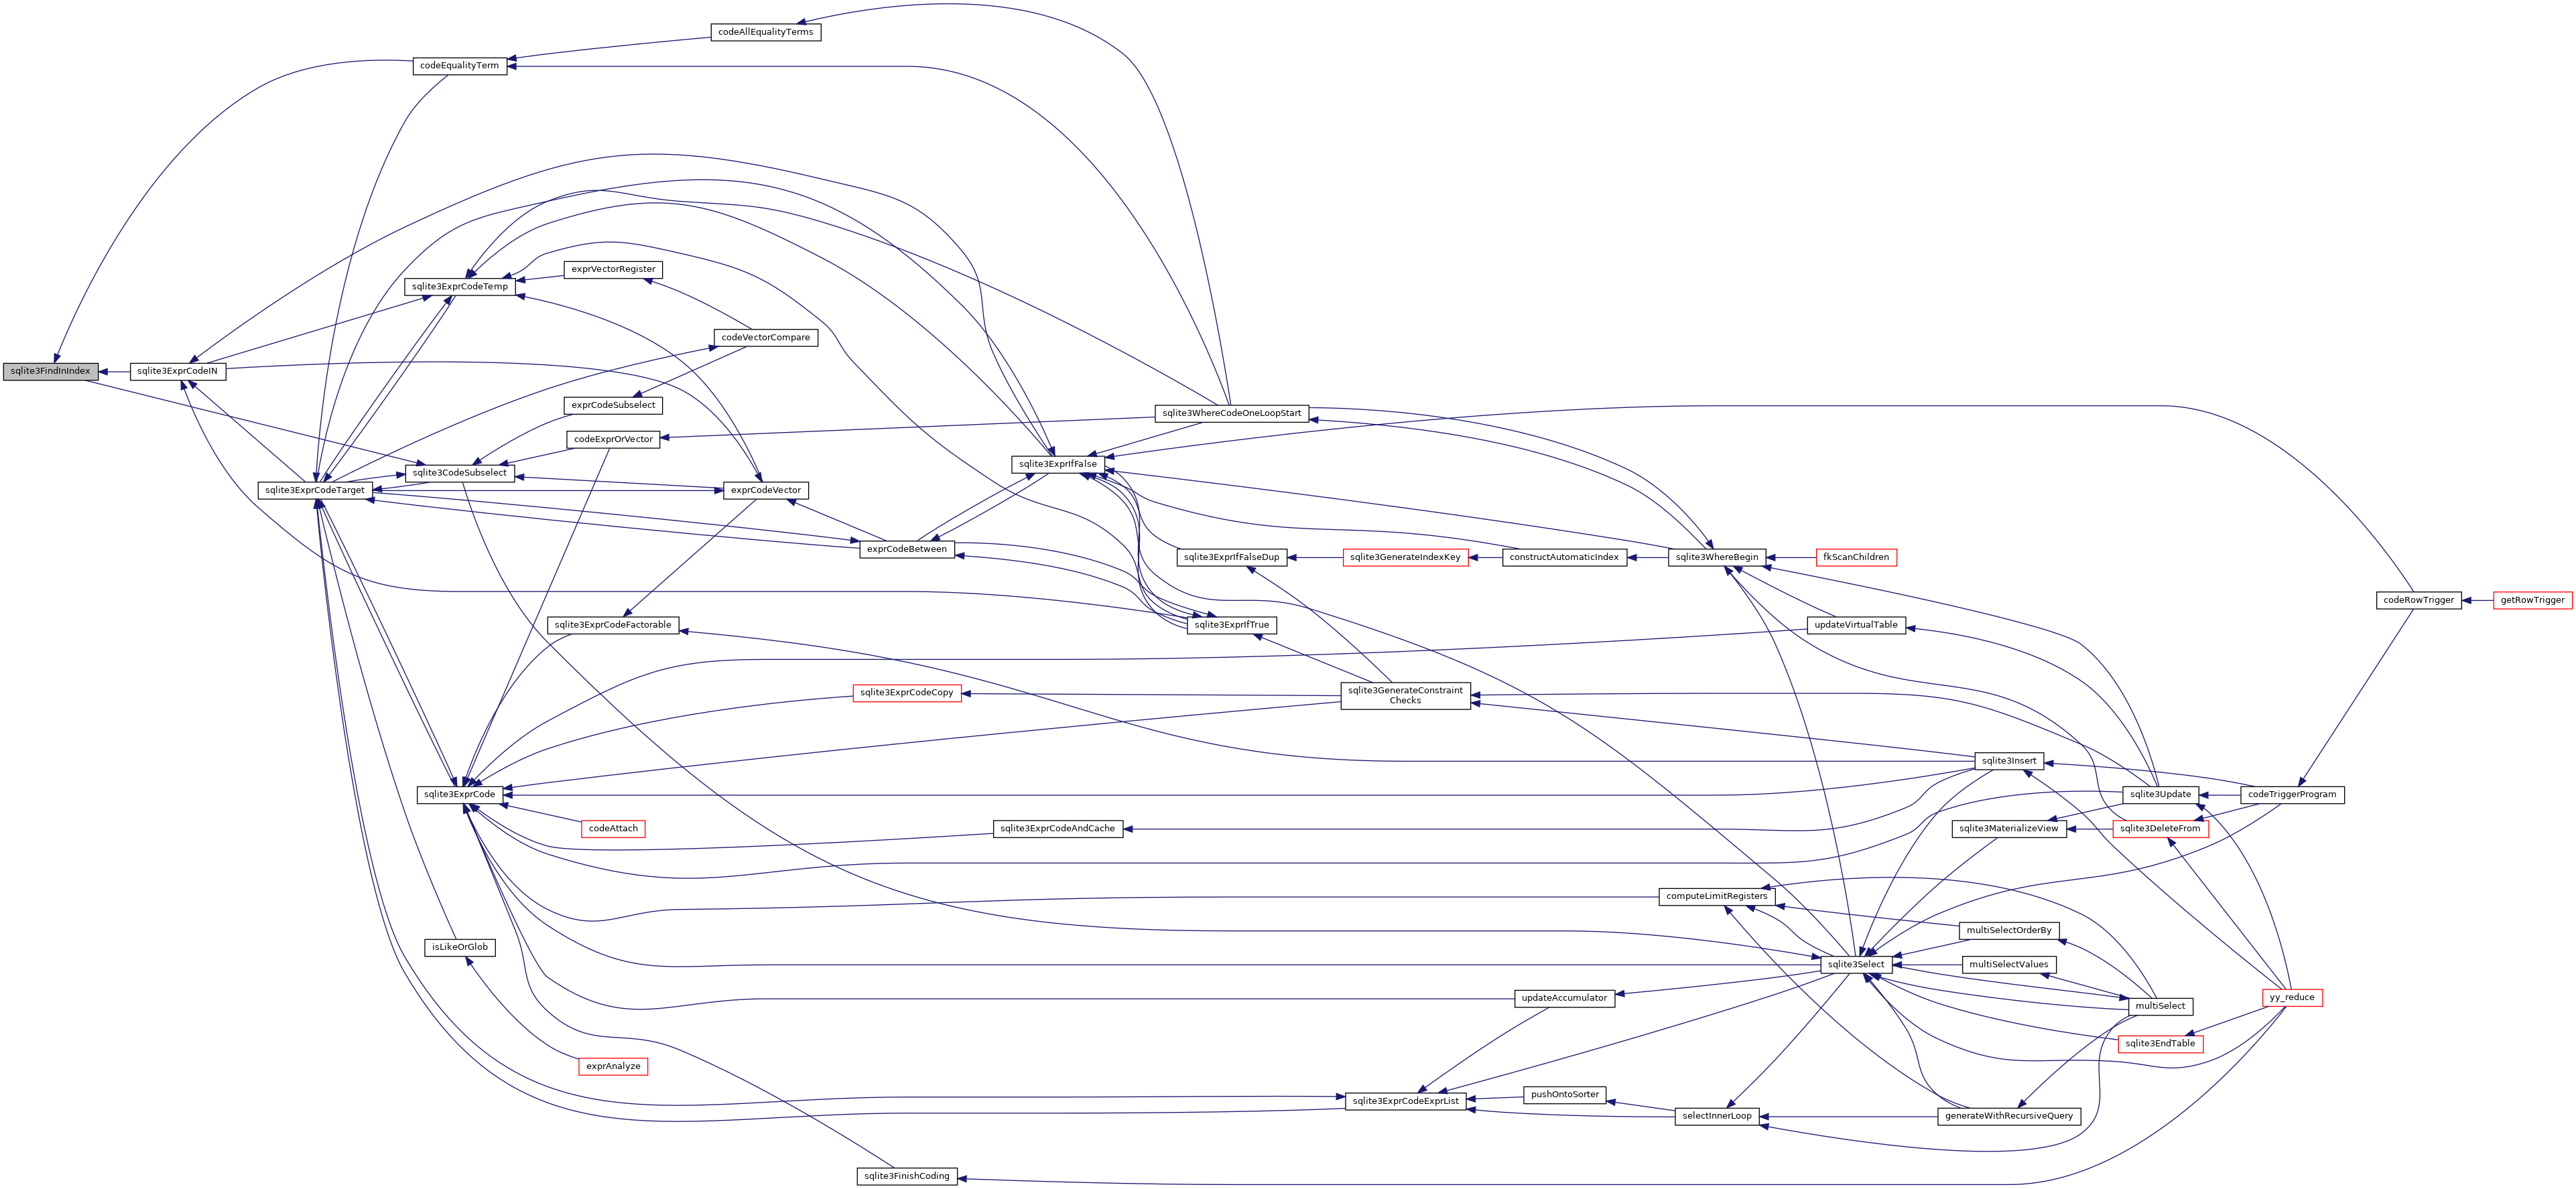 codeAllEqualityTerms
codeEqualityTerm
exprVectorRegister
sqlite3ExprCodeTemp
codeVectorCompare
sqlite3FindInIndex
sqlite3ExprCodeIN
exprCodeSubselect
sqlite3WhereCodeOneLoopStart
codeExprOrVector
sqlite3ExprIfFalse
sqlite3CodeSubselect
sqlite3ExprCodeTarget
exprCodeVector
exprCodeBetween
sqlite3ExprIfFalseDup
sqlite3GenerateIndexKey
constructAutomaticIndex
sqlite3WhereBegin
fkScanChildren
codeRowTrigger
getRowTrigger
sqlite3ExprCodeFactorable
sqlite3ExprIfTrue
updateVirtualTable
sqlite3ExprCodeCopy
sqlite3GenerateConstraint
Checks
sqlite3Insert
sqlite3ExprCode
sqlite3Update
codeTriggerProgram
codeAttach
sqlite3ExprCodeAndCache
sqlite3MaterializeView
sqlite3DeleteFrom
computeLimitRegisters
multiSelectOrderBy
isLikeOrGlob
sqlite3Select
multiSelectValues
updateAccumulator
multiSelect
yy_reduce
sqlite3EndTable
exprAnalyze
sqlite3ExprCodeExprList
pushOntoSorter
selectInnerLoop
generateWithRecursiveQuery
sqlite3FinishCoding